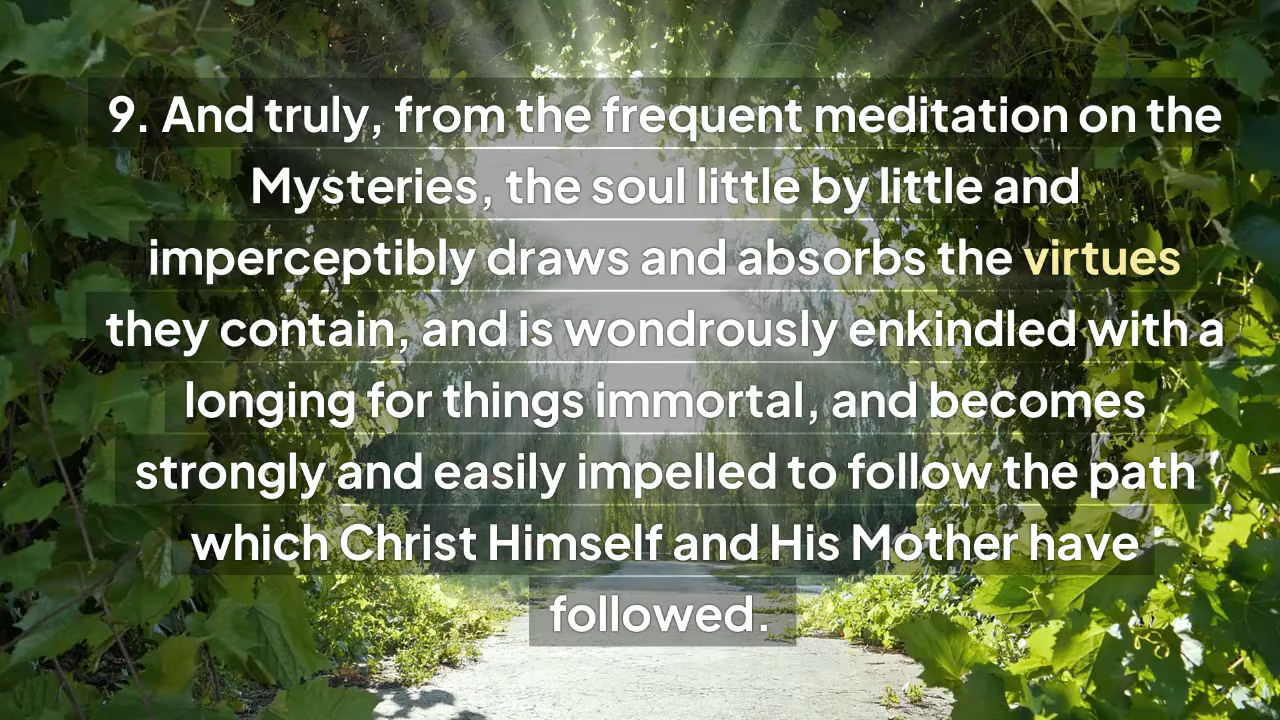 9. And truly, from the frequent meditation on the
Mysteries, the soul little by little and
imperceptibly draws and absorbs the virtues
they contain, and is wondrously enkindled with a
longing for things immortal, and becomes
strongly and easily impelled to follow the path
which Christ Himself and His Mother have
followed.